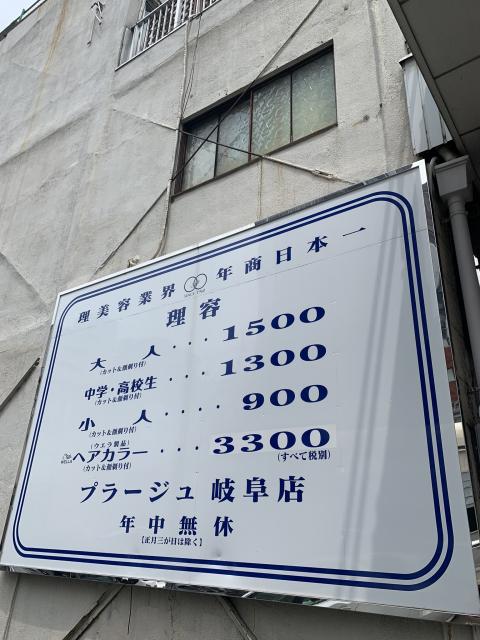 理美容業界 年商日本一
理容
大人・・・1500
(カット&顔剃り付)
中学・高校生・・・1300
(カット&顔剃り付)
小人・・・・900
(カット&顔剃り付)
(ウエラ製品)
WELLA ヘアカラー・・・3300
(カット&顔剃り付) (すべて税別)
プラージュ 岐阜店
年中無休
【正月三が日は除く】